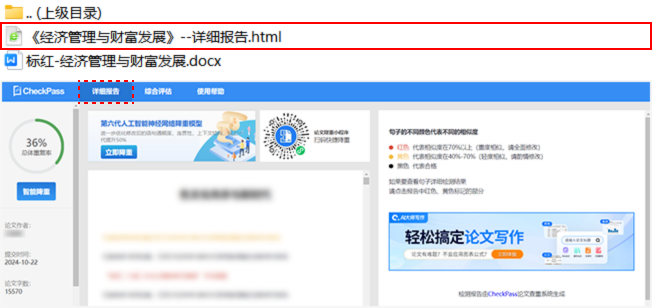 .. (上级目录)
《经济管理与财富发展》--详细报告.html
标红-经济管理与财富发展.docx
CheckPass 详细报告 综合评估 使用帮助
36%
总体重复率
智能降重
论文作者:
提交时间:
2024-10-22
论文字数:
15570
第六代人工智能神经网络降重模型
立即降重
论文降重小程序
扫码快速降重
句子的不同颜色代表不同的相似度
红色 代表相似度在70%以上（重度相似，请全面修改）
黄色 代表相似度在40%-70%（轻度相似，请酌情修改）
黑色 代表合格
如果要查看句子详细检测结果
请点击报告中红色、黄色标记的部分
AI大师写作
轻松搞定论文写作
检测报告由CheckPass论文查重系统生成